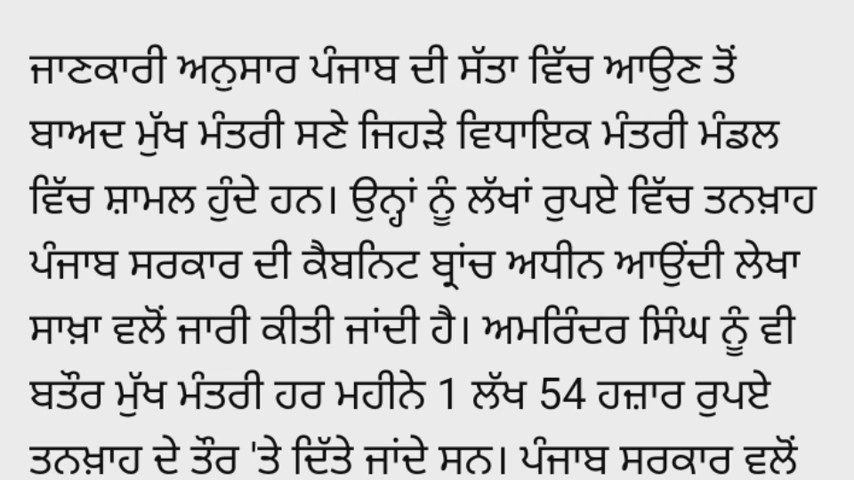 ਜਾਣਕਾਰੀ ਅਨੁਸਾਰ ਪੰਜਾਬ ਦੀ ਸੱਤਾ ਵਿੱਚ ਆਉਣ ਤੋਂ
ਬਾਅਦ ਮੁੱਖ ਮੰਤਰੀ ਸਣੇ ਜਿਹੜੇ ਵਿਧਾਇਕ ਮੰਤਰੀ ਮੰਡਲ
ਵਿੱਚ ਸ਼ਾਮਲ ਹੁੰਦੇ ਹਨ। ਉਨ੍ਹਾਂ ਨੂੰ ਲੱਖਾਂ ਰੁਪਏ ਵਿੱਚ ਤਨਖ਼ਾਹ
ਪੰਜਾਬ ਸਰਕਾਰ ਦੀ ਕੈਬਨਿਟ ਬ੍ਰਾਂਚ ਅਧੀਨ ਆਉਂਦੀ ਲੇਖਾ
ਸਾਖ਼ਾ ਵਲੋਂ ਜਾਰੀ ਕੀਤੀ ਜਾਂਦੀ ਹੈ। ਅਮਰਿੰਦਰ ਸਿੰਘ ਨੂੰ ਵੀ
ਬਤੌਰ ਮੁੱਖ ਮੰਤਰੀ ਹਰ ਮਹੀਨੇ 1 ਲੱਖ 54 ਹਜ਼ਾਰ ਰੁਪਏ
ਤਨਖ਼ਾਹ ਦੇ ਤੌਰ 'ਤੇ ਦਿੱਤੇ ਜਾਂਦੇ ਸਨ। ਪੰਜਾਬ ਸਰਕਾਰ ਵਲੋਂ